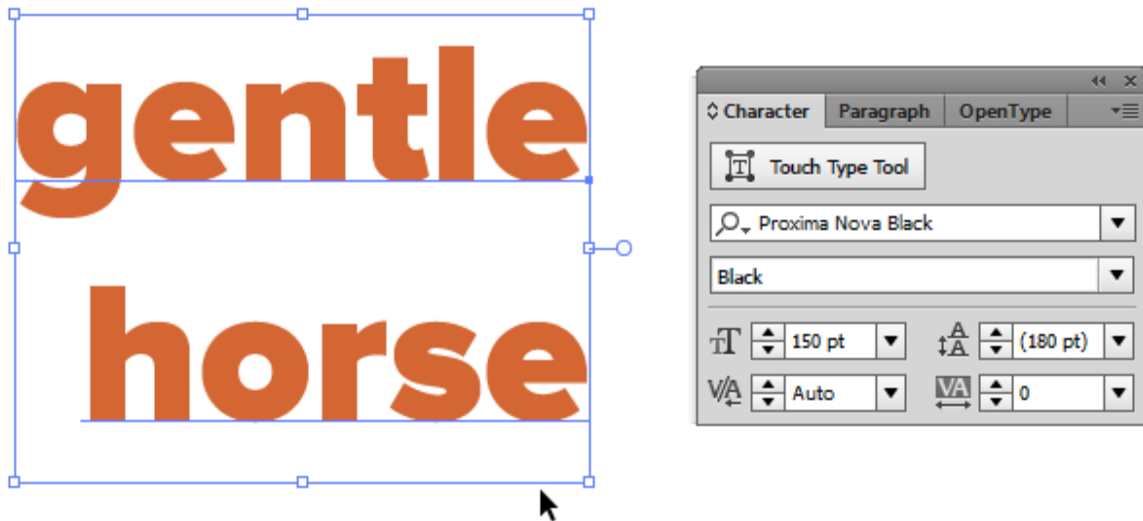 gentle
horse
Character Paragraph OpenType
Touch Type Tool
Proxima Nova Black
Black
150 pt (180 pt)
Auto 0